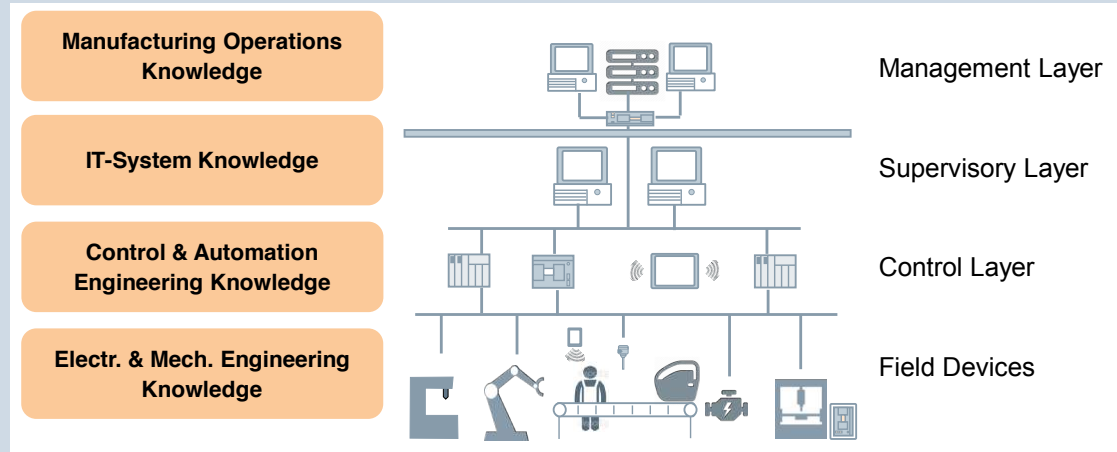 Manufacturing Operations
Knowledge
Management Layer
IT-System Knowledge
Supervisory Layer
Control & Automation
Engineering Knowledge
Control Layer
Electr. & Mech. Engineering
Knowledge
Field Devices